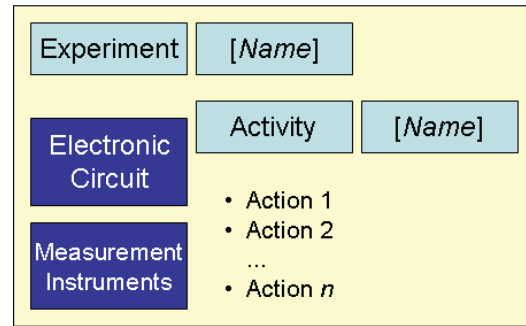 Experiment
[Name]
Electronic
Circuit
Measurement
Instruments
Activity
[Name]
• Action 1
• Action 2
...
• Action n